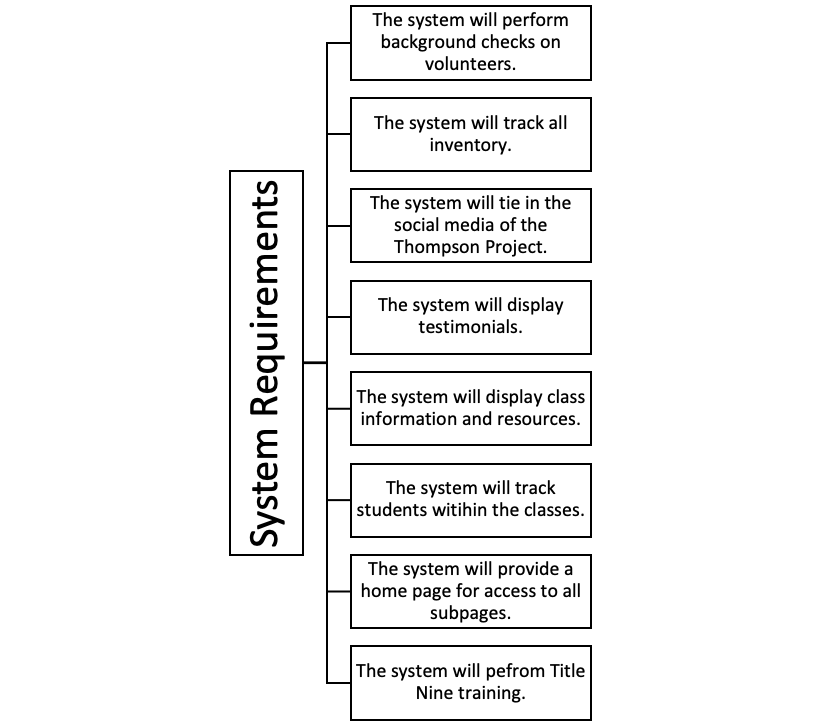 System Requirements
The system will perform
background checks on
volunteers.
The system will track all
inventory.
The system will tie in the
social media of the
Thompson Project.
The system will display
testimonials.
The system will display class
information and resources.
The system will track
students witihin the classes.
The system will provide a
home page for access to all
subpages.
The system will pefrom Title
Nine training.